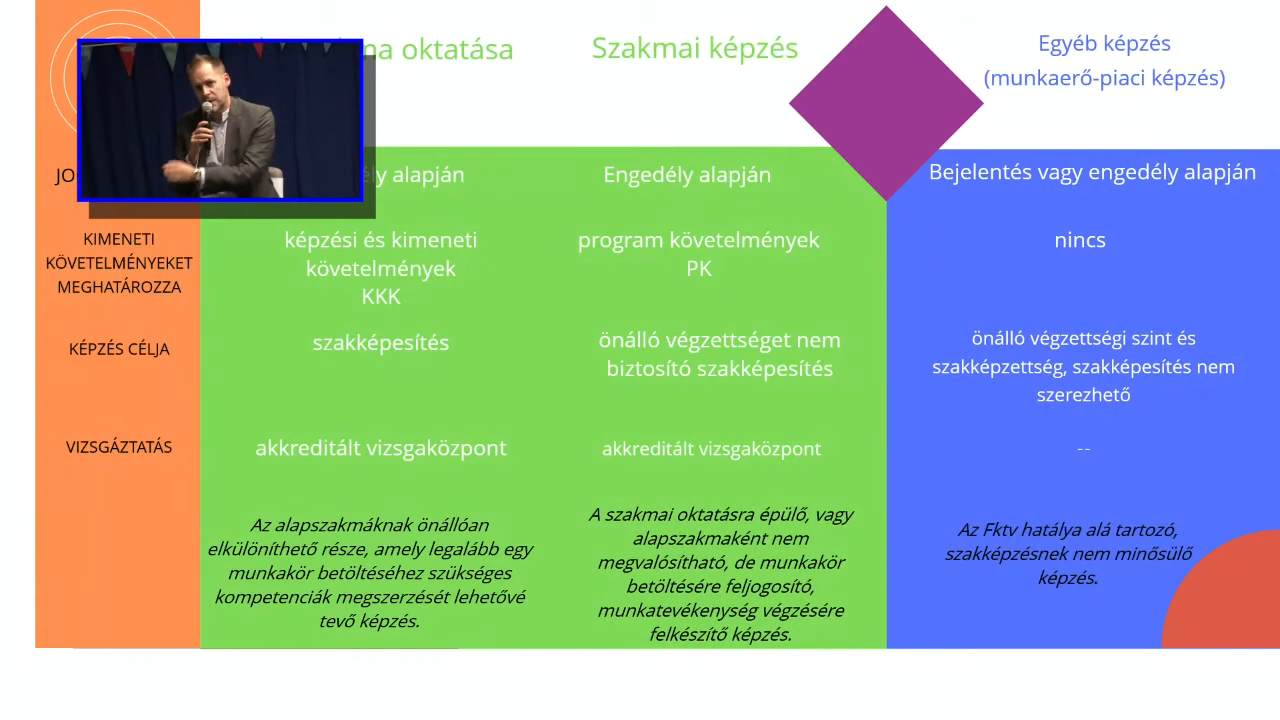 oktatása
Szakmai képzés
Egyéb képzés
(munkaerő-piaci képzés)
alapján
Engedély alapján
Bejelentés vagy engedély alapján
KIMENETI
KÖVETELMÉNYEKET
MEGHATÁROZZA
képzési és kimeneti
követelmények
KKK
program követelmények
PK
nincs
KÉPZÉS CÉLJA
szakképesítés
önálló végzettséget nem
biztosító szakképesítés
önálló végzettségi szint és
szakképzettség, szakképesítés nem
szerezhető
VIZSGÁZTATÁS
akkreditált vizsgaközpont
akkreditált vizsgaközpont
--
Az alapszakmáknak önállóan
elkülöníthető része, amely legalább egy
munkakör betöltéséhez szükséges
kompetenciák megszerzését lehetővé
tevő képzés.
A szakmai oktatásra épülő, vagy
alapszakmaként nem
megvalósítható, de munkakör
betöltésére feljogosító,
munkatevékenység végzésére
felkészítő képzés.
Az Fktv hatálya alá tartozó,
szakképzésnek nem minősülő
képzés.